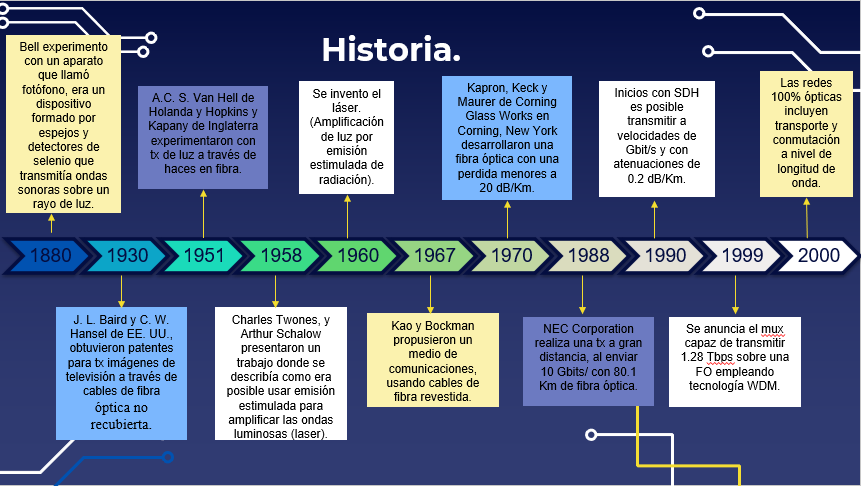 Historia.
Bell experimento
con un aparato
que llamó
fotófono, era un
dispositivo
formado por
espejos y
detectores de
selenio que
transmitía ondas
sonoras sobre un
rayo de luz.
A.C. S. Van Hell de
Holanda y Hopkins y
Kapany de Inglaterra
experimentaron con
tx de luz a través de
haces en fibra.
Se invento el
láser.
(Amplificación
de luz por
emisión
estimulada de
radiación).
Kapron, Keck y
Maurer de Corning
Glass Works en
Corning, New York
desarrollaron una
fibra óptica con una
perdida menores a
20 dB/Km.
Inicios con SDH
es posible
transmitir a
velocidades de
Gbit/s y con
atenuaciones de
0.2 dB/Km.
Las redes
100% ópticas
incluyen
transporte y
conmutación
a nivel de
longitud de
onda.
1880 1930 1951 1958 1960 1967 1970 1988 1990 1999 2000
J. L. Baird y C. W.
Hansel de EE. UU.,
obtuvieron patentes
para tx imágenes de
televisión a través de
cables de fibra
óptica no
recubierta.
Charles Twones, y
Arthur Schalow
presentaron un
trabajo donde se
describía como era
posible usar emisión
estimulada para
amplificar las ondas
luminosas (laser).
Kao y Bockman
propusieron un
medio de
comunicaciones,
usando cables de
fibra revestida.
NEC Corporation
realiza una tx a gran
distancia, al enviar
10 Gbits/ con 80.1
Km de fibra óptica.
Se anuncia el mux
capaz de transmitir
1.28 Tbps sobre una
FO empleando
tecnología WDM.